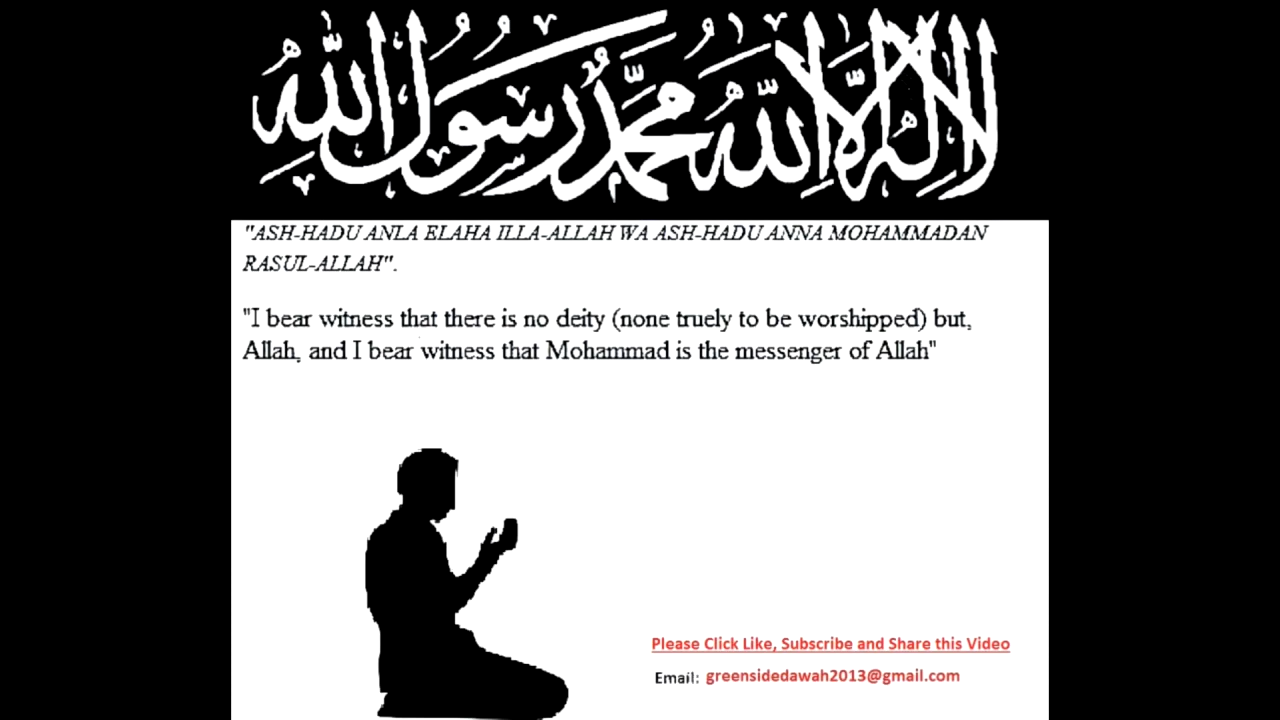 لا إله إلا الله محمد رسول الله
"ASH-HADU ANLA ELAHA ILLA-ALLAH WA ASH-HADU ANNA MOHAMMADAN
RASUL-ALLAH".
"I bear witness that there is no deity (none truely to be worshipped) but,
Allah, and I bear witness that Mohammad is the messenger of Allah"
Please Click Like, Subscribe and Share this Video
Email: greensidedawah2013@gmail.com